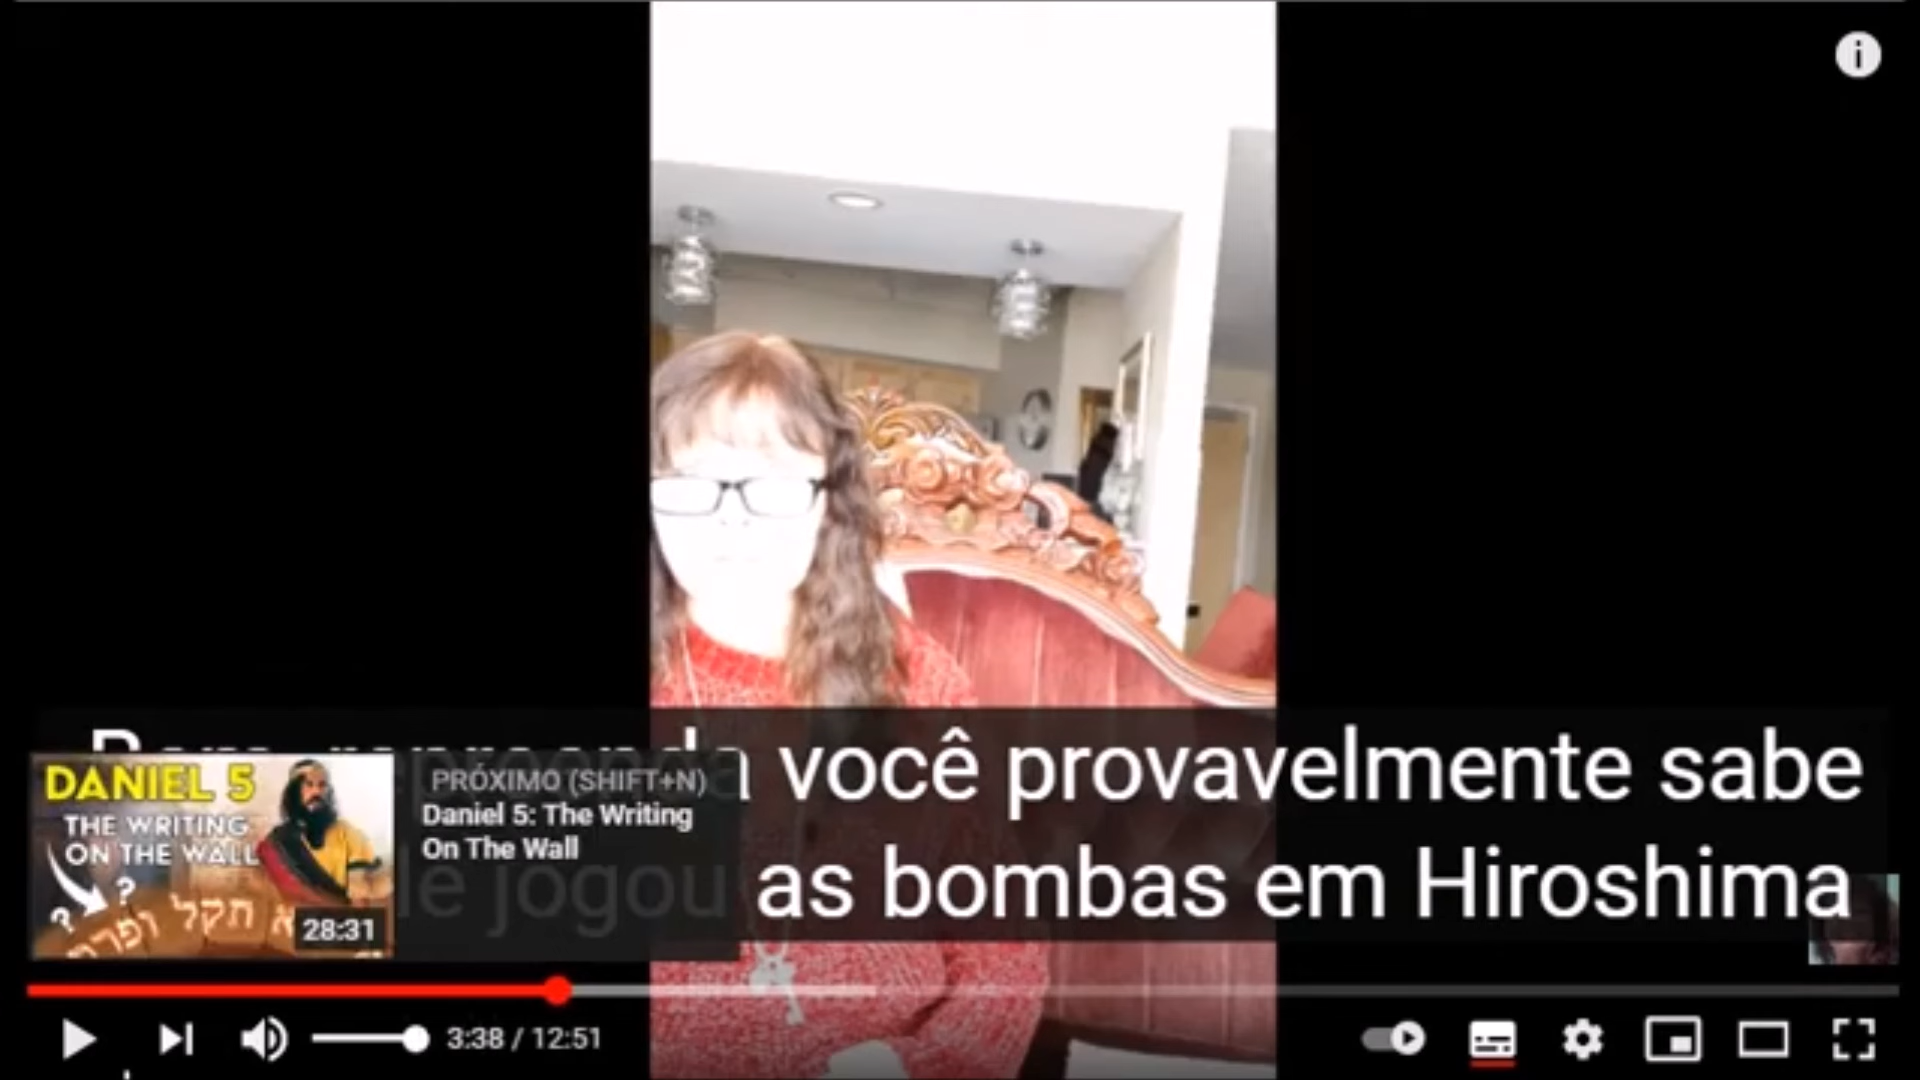 você provavelmente sabe
as bombas em Hiroshima
DANIEL 5
THE WRITING
ON THE WALL
28:31
PRÓXIMO (SHIFT+N)
Daniel 5: The Writing
On The Wall
3:38 / 12:51